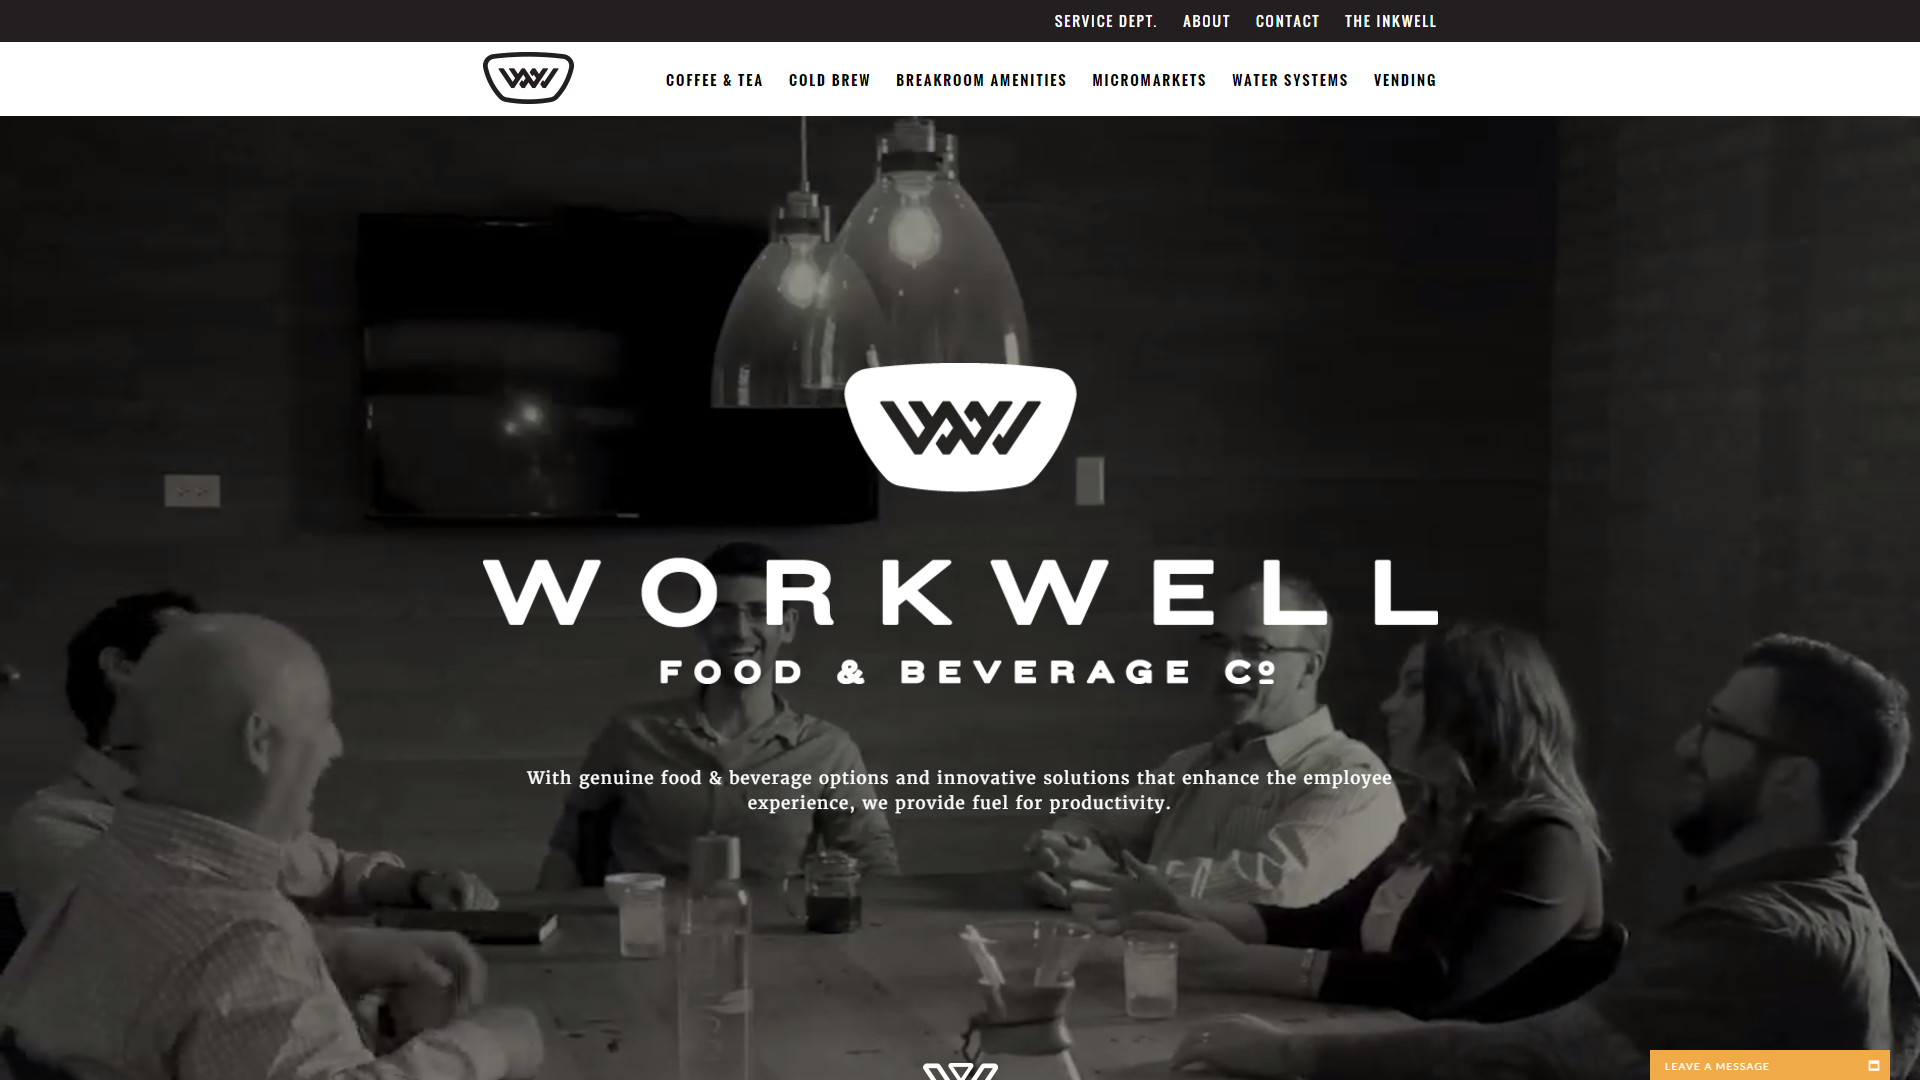 SERVICE DEPT. ABOUT CONTACT THE INKWELL
COFFEE & TEA COLD BREW BREAKROOM AMENITIES MICROMARKETS WATER SYSTEMS VENDING
WORKWELL
FOOD & BEVERAGE Cº
With genuine food & beverage options and innovative solutions that enhance the employee
experience, we provide fuel for productivity.
LEAVE A MESSAGE